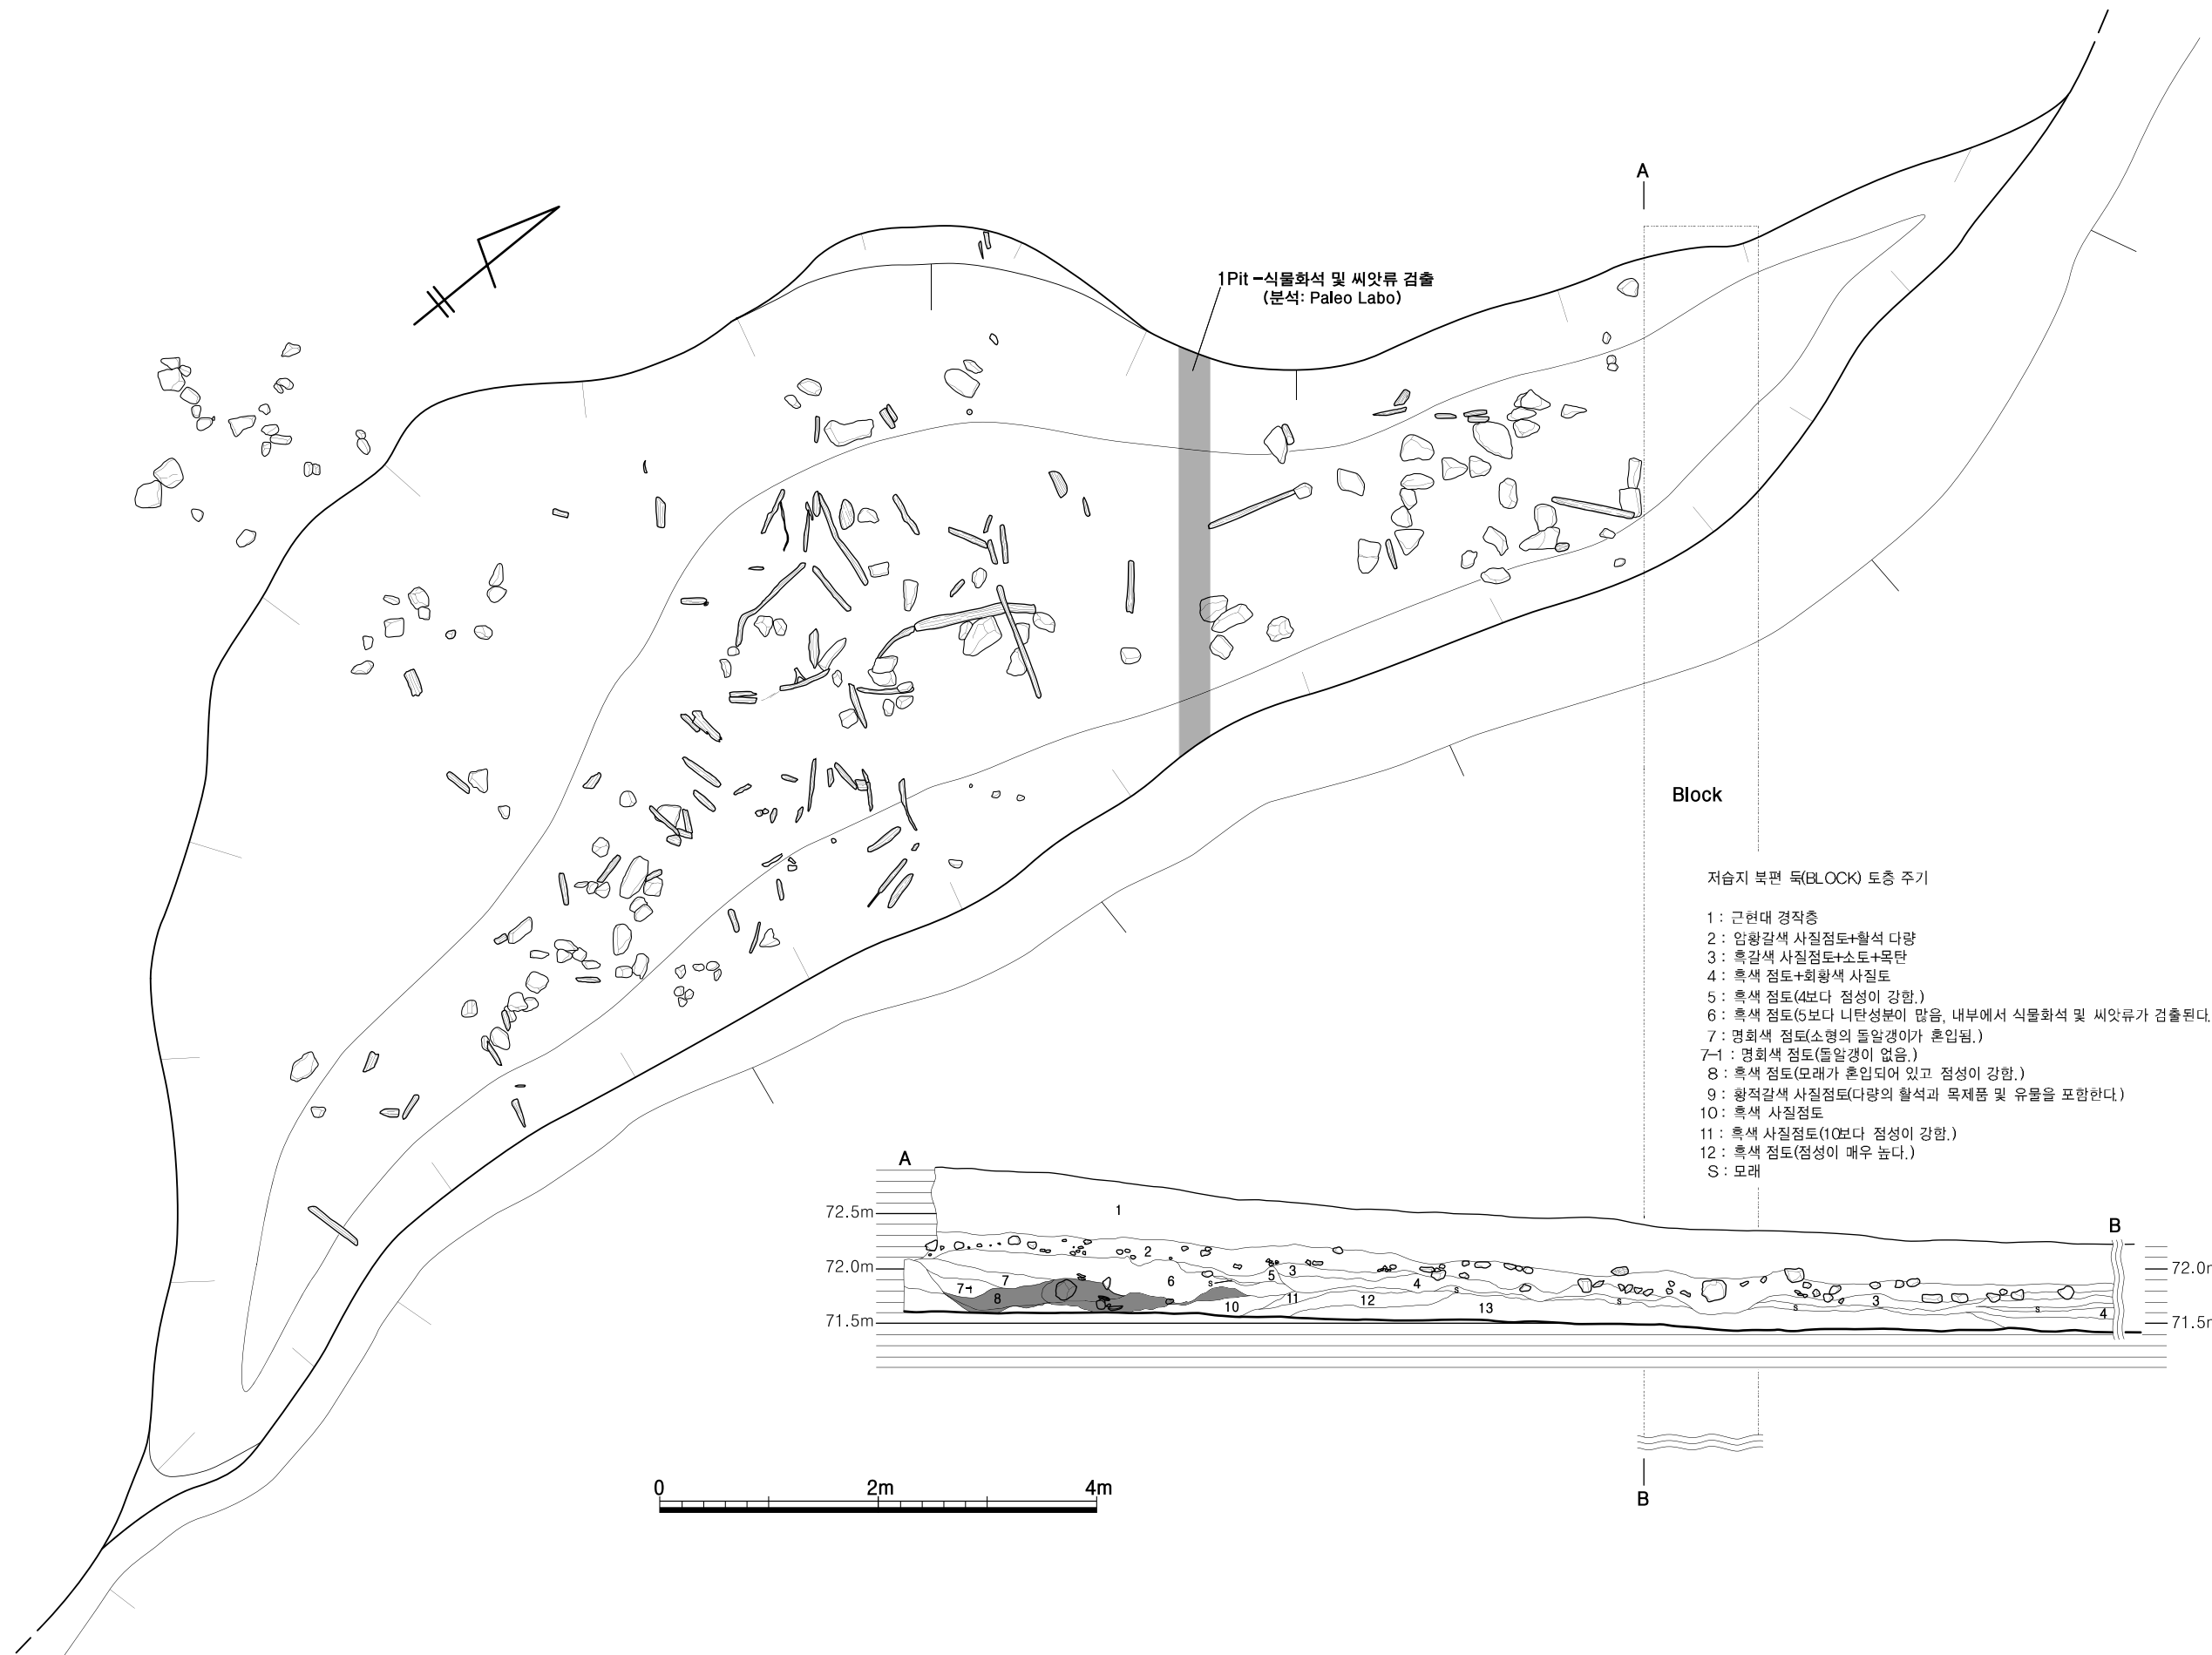 A
1Pit -식물화석 및 씨앗류 검출
(분석: Paleo Labo)
Block
저습지 북편 둑(BLOCK) 토층 주기
1 : 근현대 경작층
2 : 암황갈색 사질점토+할석 다량
3 : 흑갈색 사질점토+소토+목탄
4 : 흑색 점토+회황색 사질토
5 : 흑색 점토(4보다 점성이 강함.)
6 : 흑색 점토(5보다 니탄성분이 많음, 내부에서 식물화석 및 씨앗류가 검출된다.
7 : 명회색 점토(소형의 돌알갱이가 혼입됨.)
7-1 : 명회색 점토(돌알갱이 없음.)
8 : 흑색 점토(모래가 혼입되어 있고 점성이 강함.)
9 : 황적갈색 사질점토(다량의 할석과 목제품 및 유물을 포함한다.)
10 : 흑색 사질점토
11 : 흑색 사질점토(10보다 점성이 강함.)
12 : 흑색 점토(점성이 매우 높다.)
S : 모래
A
72.5m
1
B
2
72.0m
72.0m
7
6
5
3
S
7-1
8
4
S
10
11
12
13
S
S
3
S
4
71.5m
71.5m
0 2m 4m
B